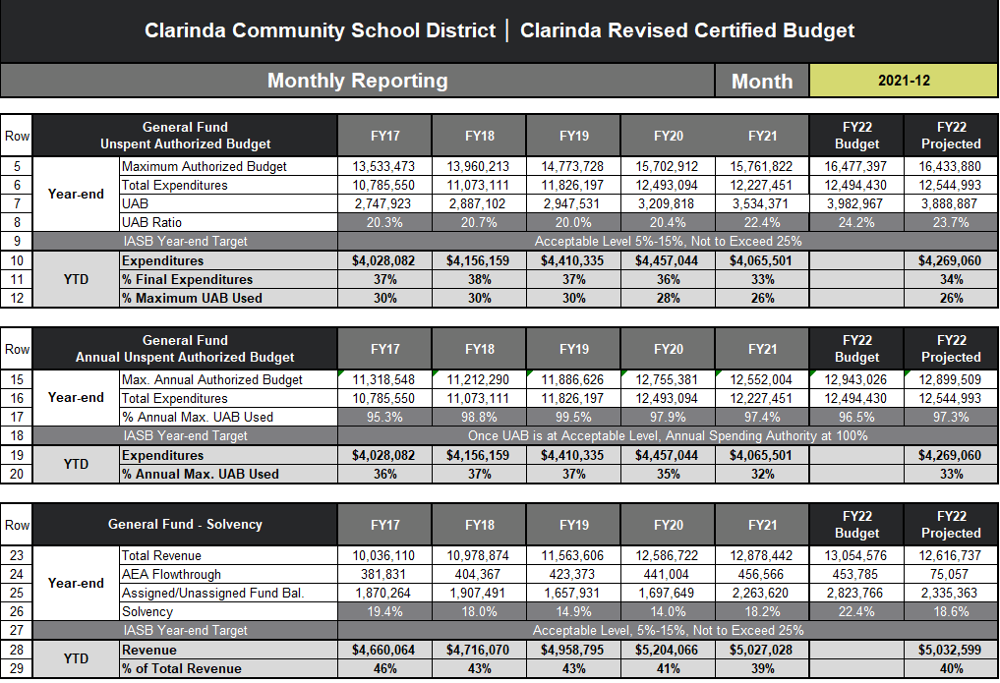 Clarinda Community School District | Clarinda Revised Certified Budget
Monthly Reporting Month 2021-12
Row General Fund Unspent Authorized Budget FY17 FY18 FY19 FY20 FY21 FY22 Budget FY22 Projected
5 Year-end Maximum Authorized Budget 13,533,473 13,960,213 14,773,728 15,702,912 15,761,822 16,477,397 16,433,880
6 Total Expenditures 10,785,550 11,073,111 11,826,197 12,493,094 12,227,451 12,494,430 12,544,993
7 UAB 2,747,923 2,887,102 2,947,531 3,209,818 3,534,371 3,982,967 3,888,887
8 UAB Ratio 20.3% 20.7% 20.0% 20.4% 22.4% 24.2% 23.7%
9 IASB Year-end Target Acceptable Level 5%-15%, Not to Exceed 25%
10 YTD Expenditures $4,028,082 $4,156,159 $4,410,335 $4,457,044 $4,065,501 $4,269,060
11 % Final Expenditures 37% 38% 37% 36% 33% 34%
12 % Maximum UAB Used 30% 30% 30% 28% 26% 26%
Row General Fund Annual Unspent Authorized Budget FY17 FY18 FY19 FY20 FY21 FY22 Budget FY22 Projected
15 Year-end Max. Annual Authorized Budget 11,318,548 11,212,290 11,886,626 12,755,381 12,552,004 12,943,026 12,899,509
16 Total Expenditures 10,785,550 11,073,111 11,826,197 12,493,094 12,227,451 12,494,430 12,544,993
17 % Annual Max. UAB Used 95.3% 98.8% 99.5% 97.9% 97.4% 96.5% 97.3%
18 IASB Year-end Target Once UAB is at Acceptable Level, Annual Spending Authority at 100%
19 YTD Expenditures $4,028,082 $4,156,159 $4,410,335 $4,457,044 $4,065,501 $4,269,060
20 % Annual Max. UAB Used 36% 37% 37% 35% 32% 33%
Row General Fund - Solvency FY17 FY18 FY19 FY20 FY21 FY22 Budget FY22 Projected
23 Year-end Total Revenue 10,036,110 10,978,874 11,563,606 12,586,722 12,878,442 13,054,576 12,616,737
24 AEA Flowthrough 381,831 404,367 423,373 441,004 456,566 453,785 75,057
25 Assigned/Unassigned Fund Bal. 1,870,264 1,907,491 1,657,931 1,697,649 2,263,620 2,823,766 2,335,363
26 Solvency 19.4% 18.0% 14.9% 14.0% 18.2% 22.4% 18.6%
27 IASB Year-end Target Acceptable Level, 5%-15%, Not to Exceed 25%
28 YTD Revenue $4,660,064 $4,716,070 $4,958,795 $5,204,066 $5,027,028 $5,032,599
29 % of Total Revenue 46% 43% 43% 41% 39% 40%